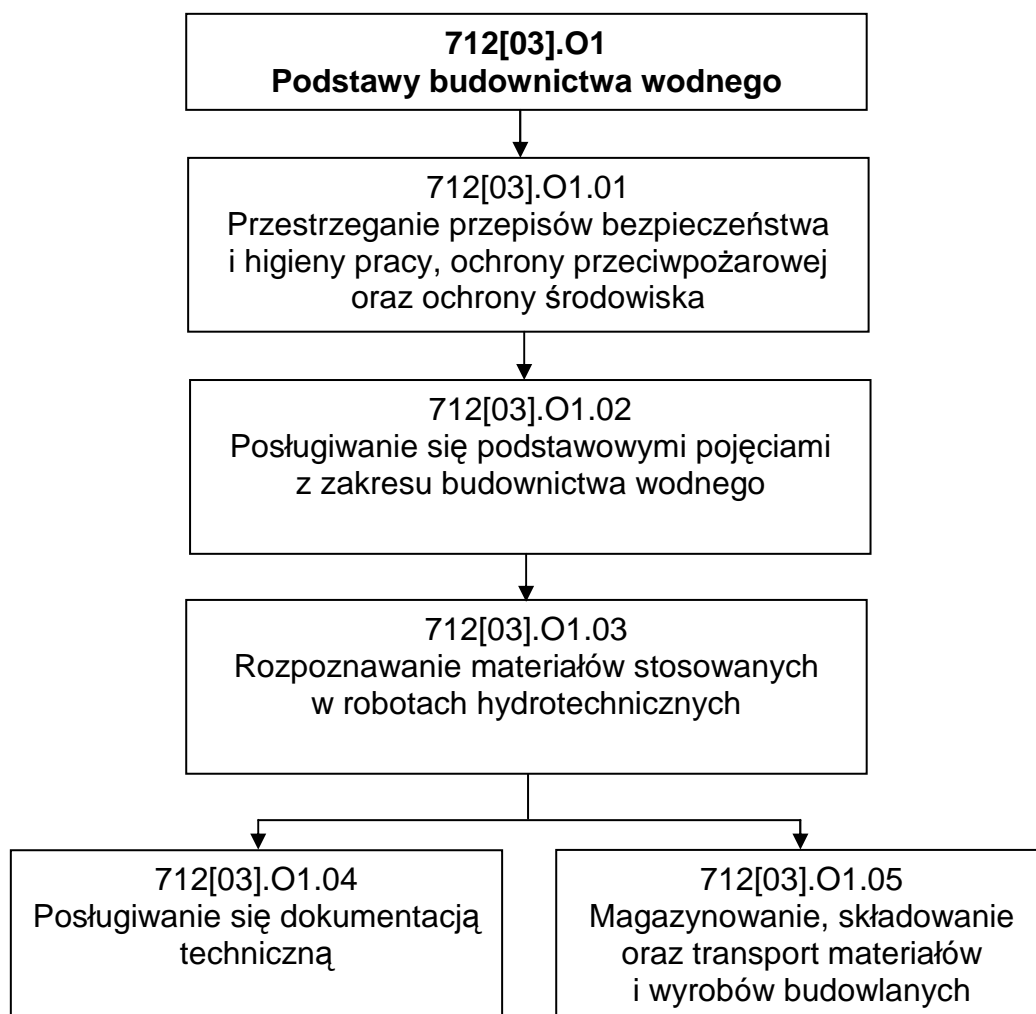 712[03].O1
Podstawy budownictwa wodnego
712[03].O1.01
Przestrzeganie przepisów bezpieczeństwa
i higieny pracy, ochrony przeciwpożarowej
oraz ochrony środowiska
712[03].O1.02
Posługiwanie się podstawowymi pojęciami
z zakresu budownictwa wodnego
712[03].O1.03
Rozpoznawanie materiałów stosowanych
w robotach hydrotechnicznych
712[03].O1.04
Posługiwanie się dokumentacją
techniczną
712[03].O1.05
Magazynowanie, składowanie
oraz transport materiałów
i wyrobów budowlanych